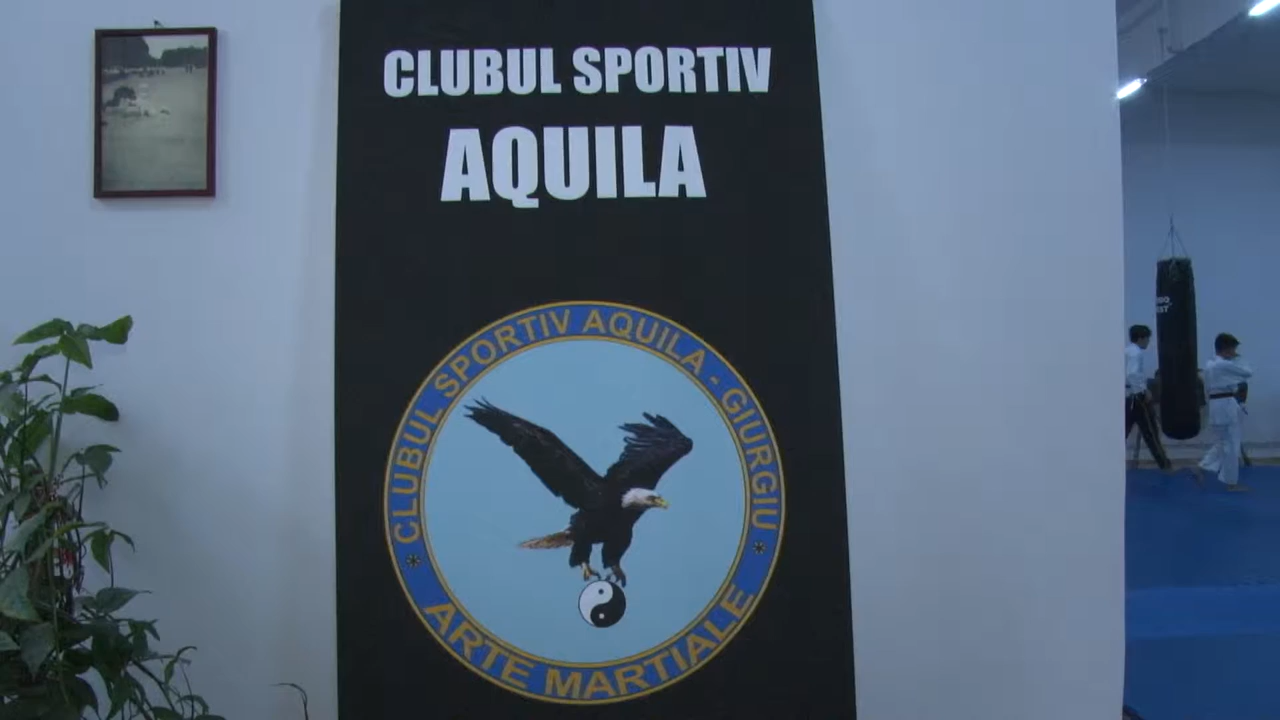 CLUBUL SPORTIV
AQUILA
CLUBUL SPORTIV AQUILA - GIURGIU
* ARTE MARTIALE *